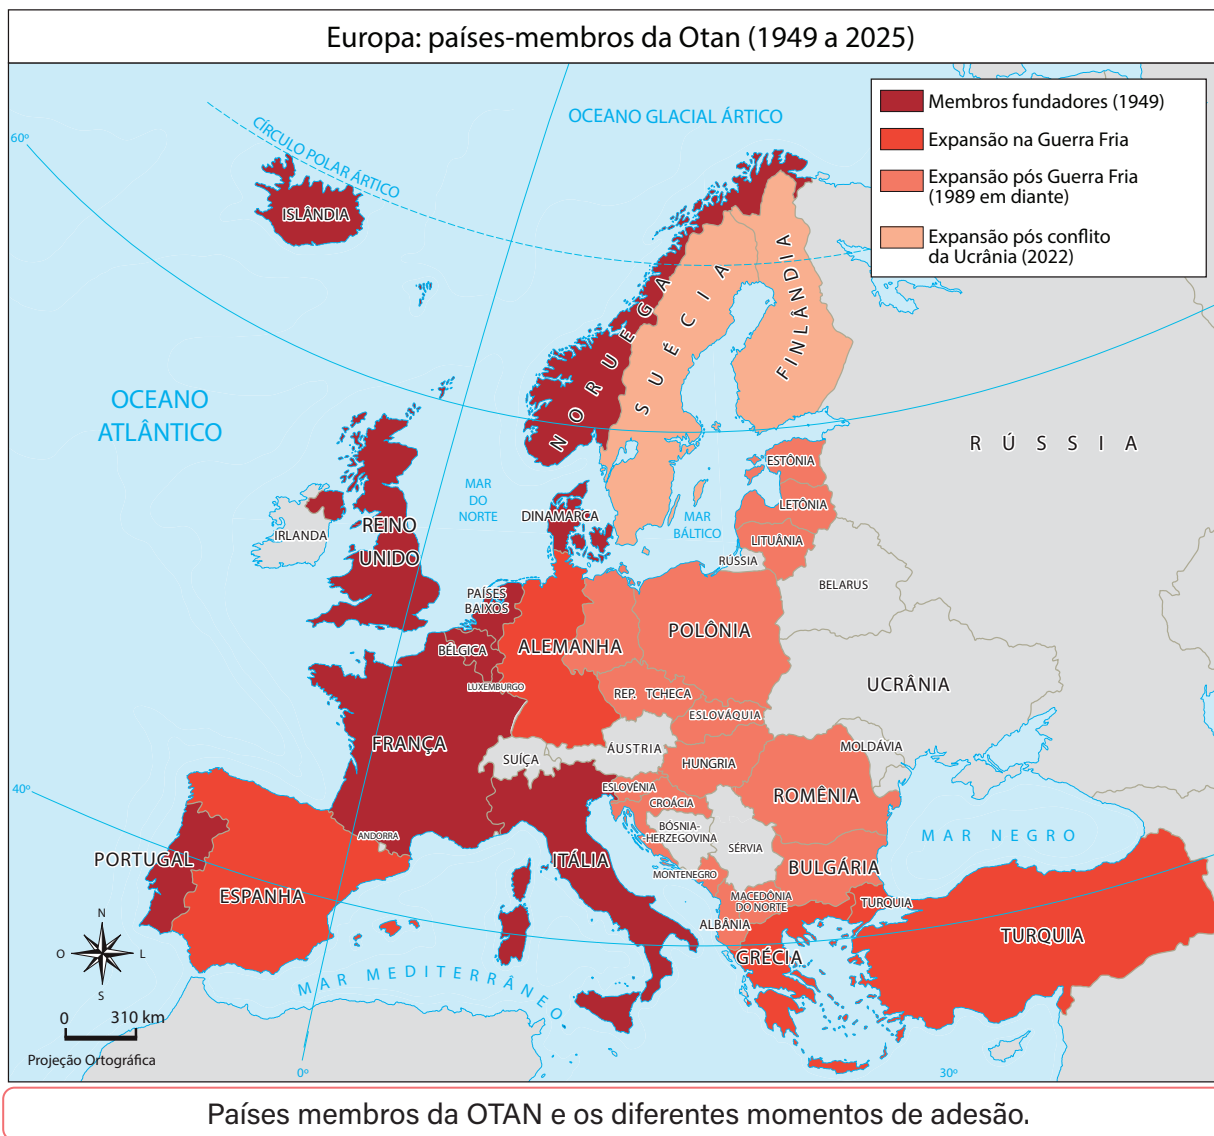 Europa: países-membros da Otan (1949 a 2025)
Membros fundadores (1949)
Expansão na Guerra Fria
Expansão pós Guerra Fria
(1989 em diante)
Expansão pós conflito
da Ucrânia (2022)
OCEANO GLACIAL ÁRTICO
CÍRCULO POLAR ÁRTICO
60º
ISLÂNDIA
NORUEGA
SUÉCIA
FINLÂNDIA
OCEANO
ATLÂNTICO
RÚSSIA
ESTÔNIA
LETÔNIA
LITUÂNIA
RÚSSIA
BELARUS
MAR
DO
NORTE
DINAMARCA
MAR
BÁLTICO
IRLANDA
REINO
UNIDO
PAÍSES
BAIXOS
BÉLGICA
LUXEMBURGO
ALEMANHA
POLÔNIA
UCRÂNIA
REP. TCHECA
ESLOVÁQUIA
FRANÇA
SUÍÇA
ÁUSTRIA
HUNGRIA
MOLDÁVIA
ESLOVÊNIA
CROÁCIA
ROMÊNIA
40º
BÓSNIA-
HERZEGOVINA
SÉRVIA
MAR NEGRO
ANDORRA
PORTUGAL
ESPANHA
ITÁLIA
MONTENEGRO
BULGÁRIA
MACEDÔNIA
DO NORTE
TURQUIA
ALBÂNIA
GRÉCIA
TURQUIA
MAR MEDITERRÂNEO
N
O
L
S
0 310 km
Projeção Ortográfica
0º
30º
Países membros da OTAN e os diferentes momentos de adesão.